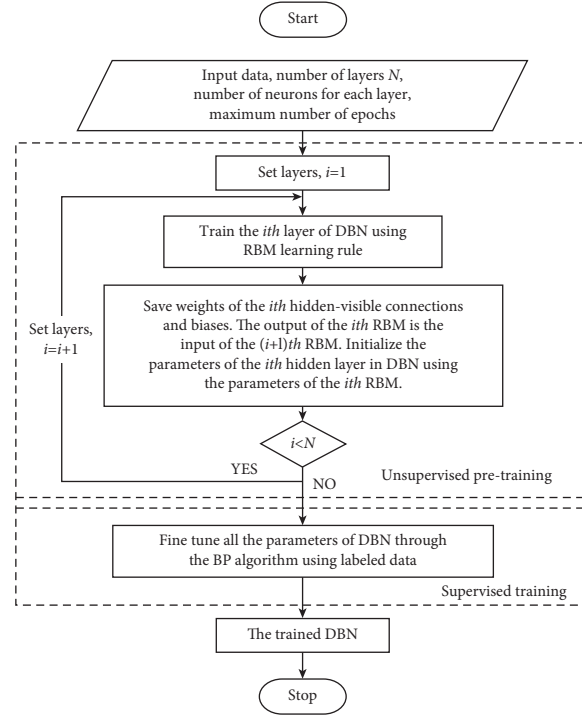 Start
Input data, number of layers N,
number of neurons for each layer,
maximum number of epochs
Set layers, i=1
Train the ith layer of DBN using
RBM learning rule
Save weights of the ith hidden-visible connections
and biases. The output of the ith RBM is the
input of the (i+l)th RBM. Initialize the
parameters of the ith hidden layer in DBN using
the parameters of the ith RBM.
Set layers,
i=i+1
i<N
YES
NO
Unsupervised pre-training
Fine tune all the parameters of DBN through
the BP algorithm using labeled data
Supervised training
The trained DBN
Stop